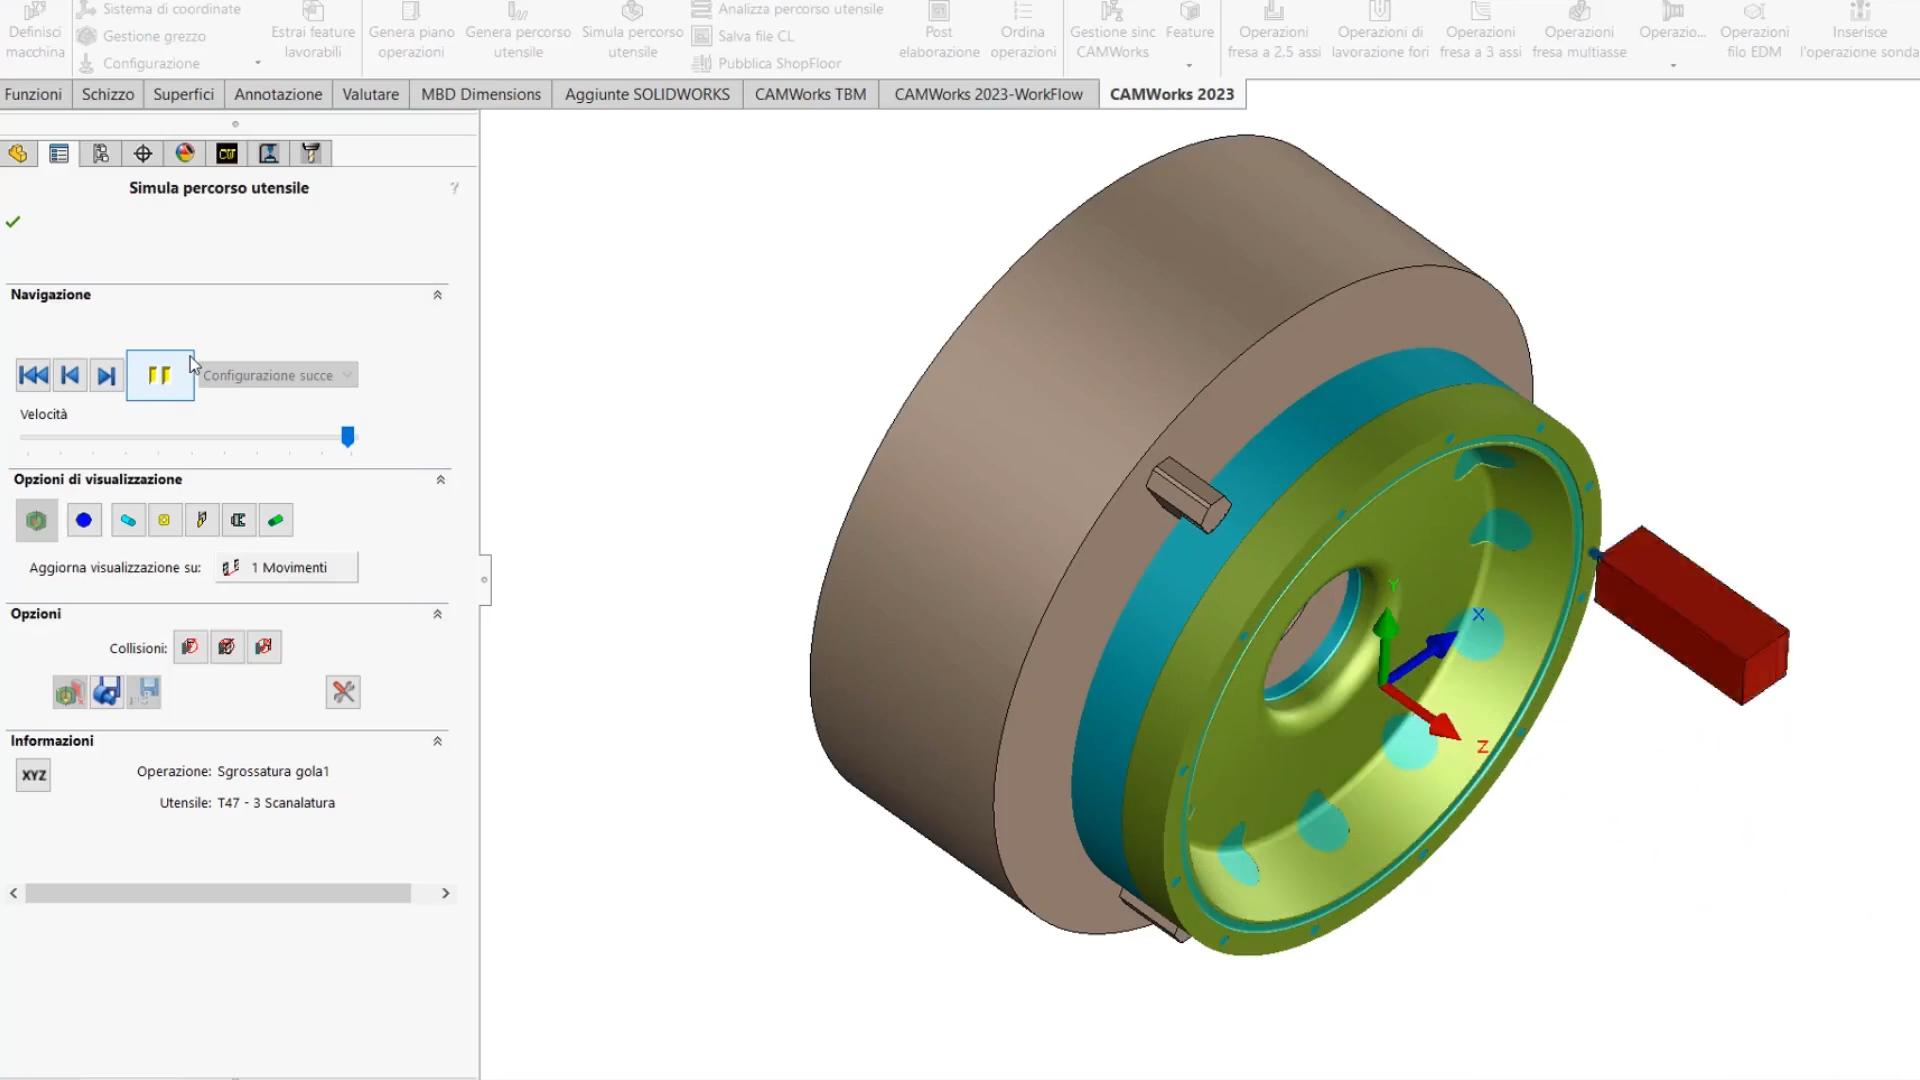 Definisci
macchina
Sistema di coordinate
Gestione grezzo
Configurazione
Estrai feature
lavorabili
Genera piano
operazioni
Genera percorso
utensile
Simula percorso
utensile
Analizza percorso utensile
Salva file CL
Pubblica ShopFloor
Post
elaborazione
Ordina
operazioni
Gestione sinc
CAMWorks
Feature
Operazioni
fresa a 2.5 assi
Operazioni di
lavorazione fori
Operazioni
fresa a 3 assi
Operazioni
fresa multiasse
Operazio...
Operazioni
filo EDM
Inserisce
l'operazione sonda
Funzioni
Schizzo
Superfici
Annotazione
Valutare
MBD Dimensions
Aggiunte SOLIDWORKS
CAMWorks TBM
CAMWorks 2023-WorkFlow
CAMWorks 2023
CW
Simula percorso utensile
?
Navigazione
Configurazione succe
Velocità
Opzioni di visualizzazione
Aggiorna visualizzazione su:
1 Movimenti
Opzioni
Collisioni:
Informazioni
XYZ
Operazione: Sgrossatura gola1
Utensile: T47 - 3 Scanalatura
Y
X
Z